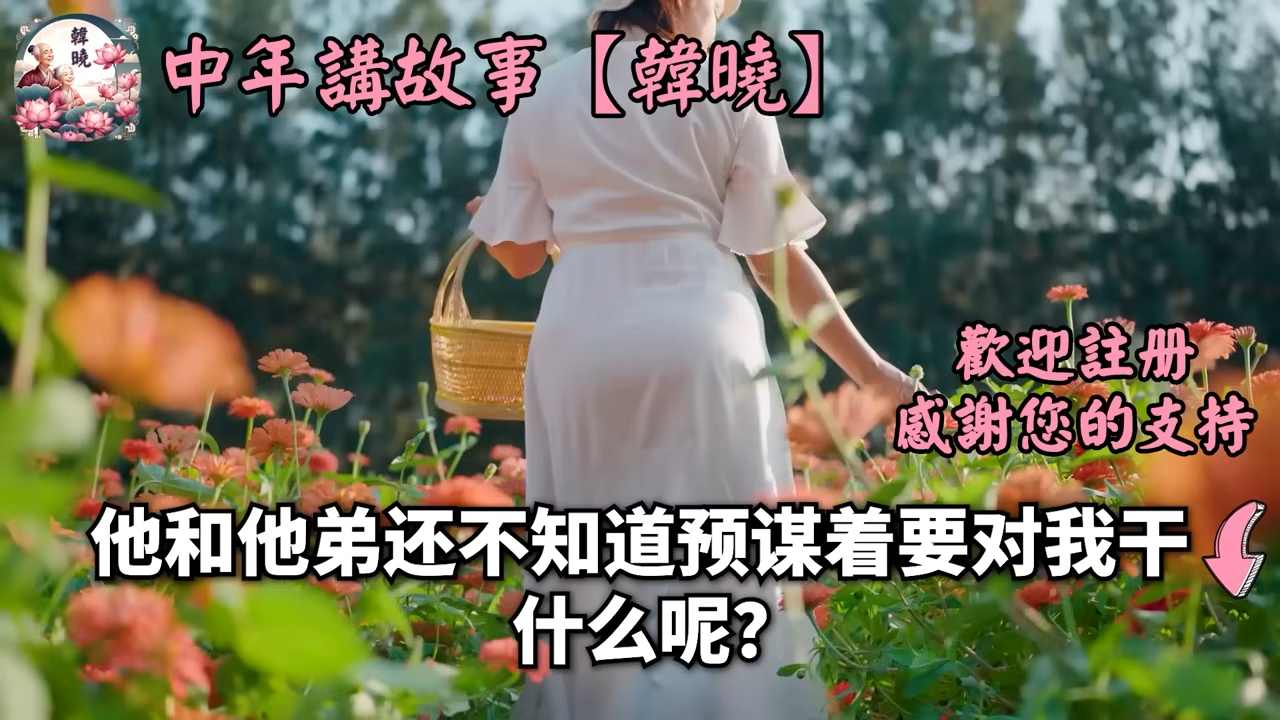 韓
曉
中年講故事【韓曉】
歡迎註册
感謝您的支持
他和他弟还不知道预谋着要对我干
什么呢?